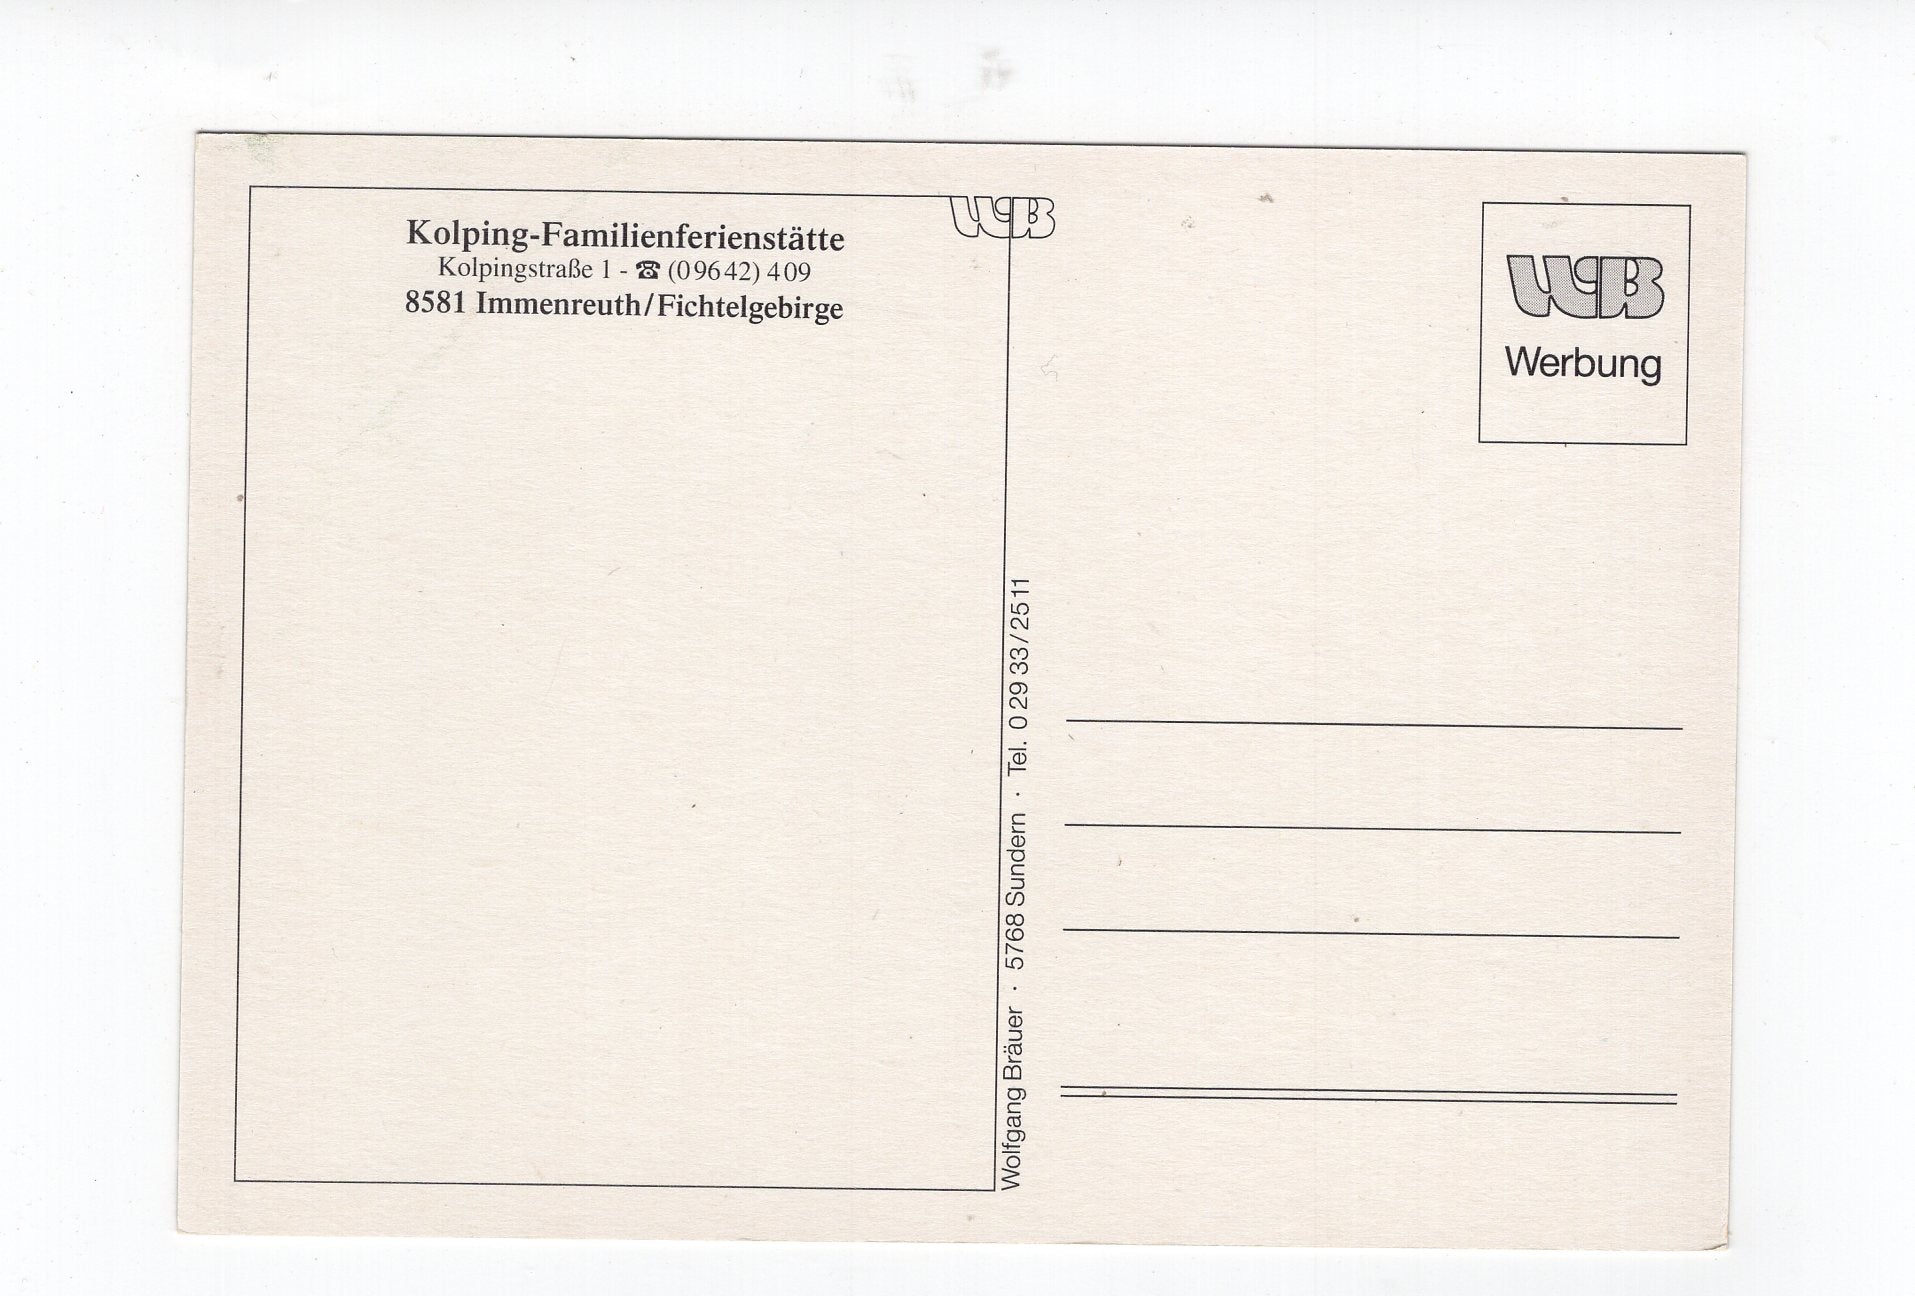 Kolping-Familienferienstätte
Kolpingstraße 1 - ☎ (09642) 409
8581 Immenreuth/Fichtelgebirge
WB
Wolfgang Bräuer · 5768 Sundern · Tel. 0 29 33/25 11
WB
Werbung